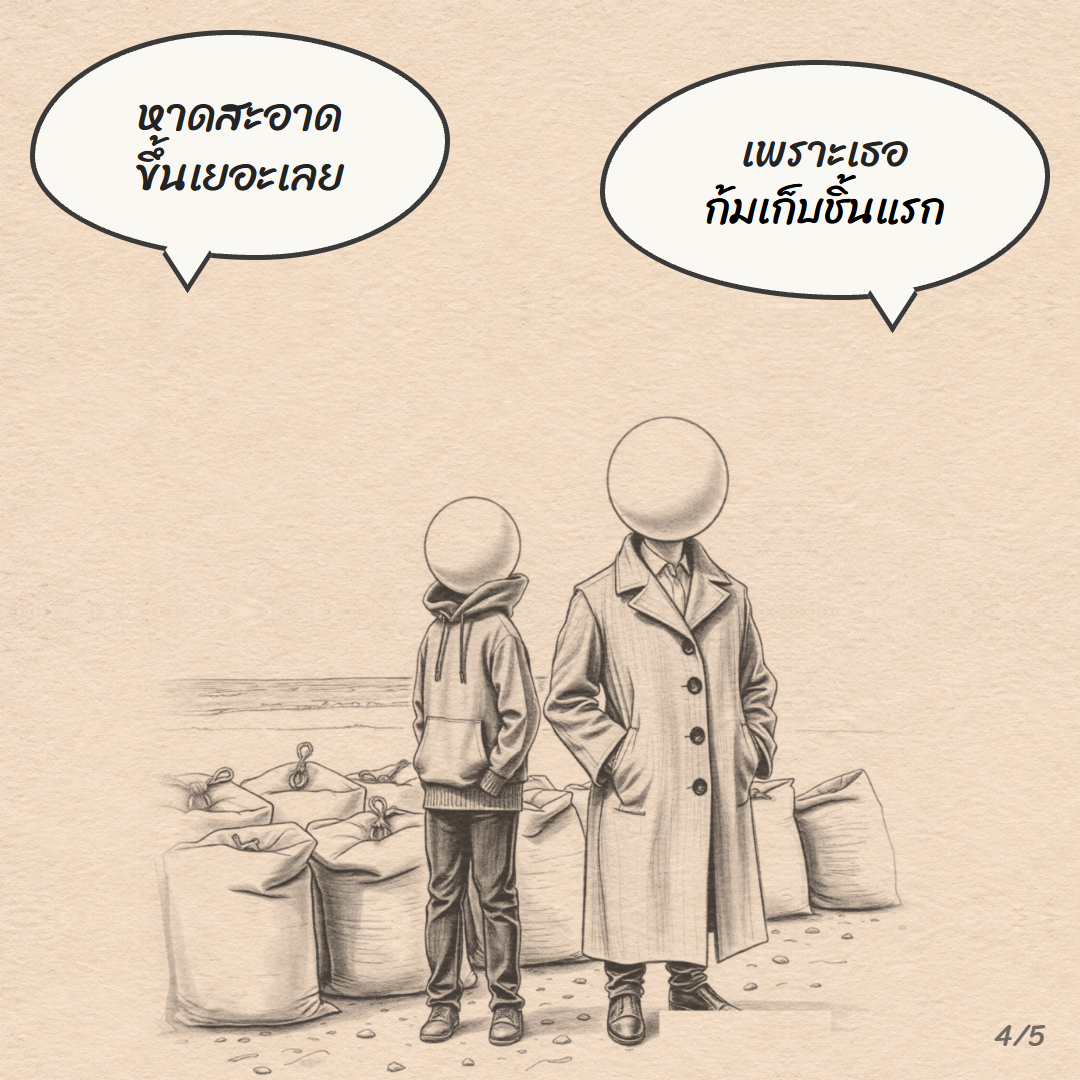 หาดสะอาด
ขึ้นเยอะเลย
เพราะเธอ
ก้มเก็บชิ้นแรก
4/5